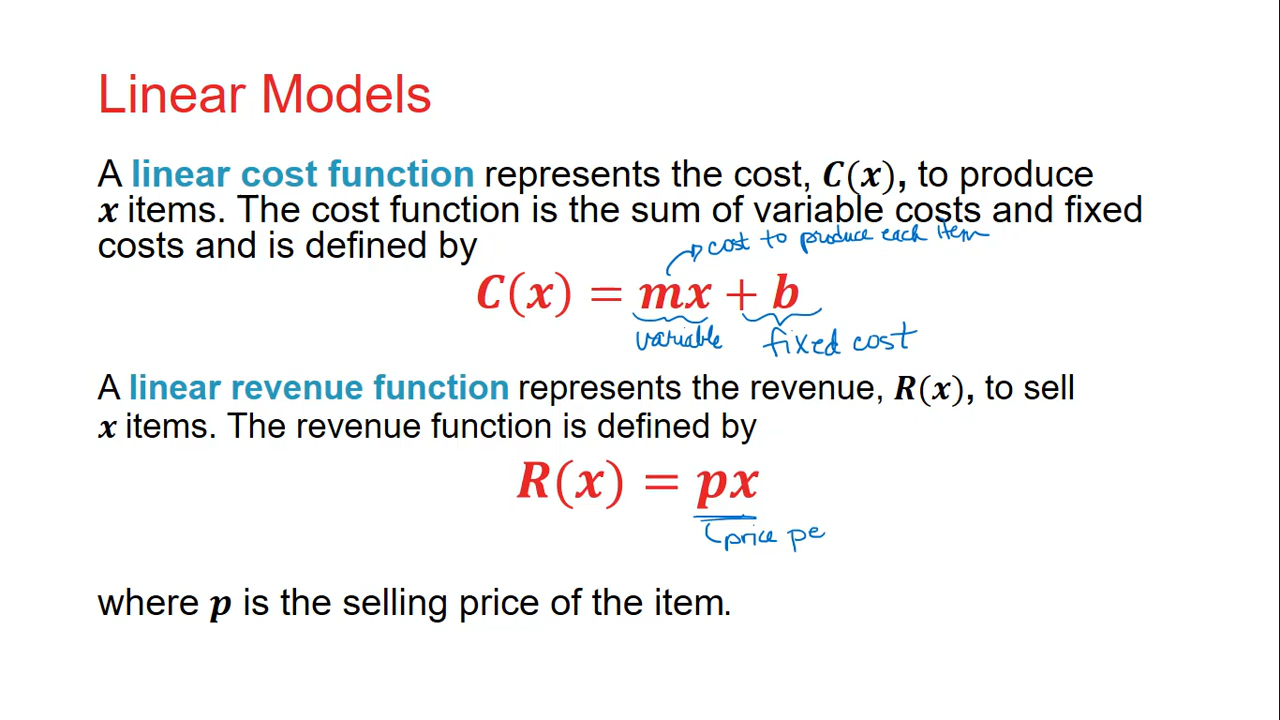 Linear Models
A linear cost function represents the cost, C(x), to produce
x items. The cost function is the sum of variable costs and fixed
costs and is defined by
cost to produce each item
C(x) = mx + b
variable
fixed cost
A linear revenue function represents the revenue, R(x), to sell
x items. The revenue function is defined by
R(x) = px
price pe
where p is the selling price of the item.